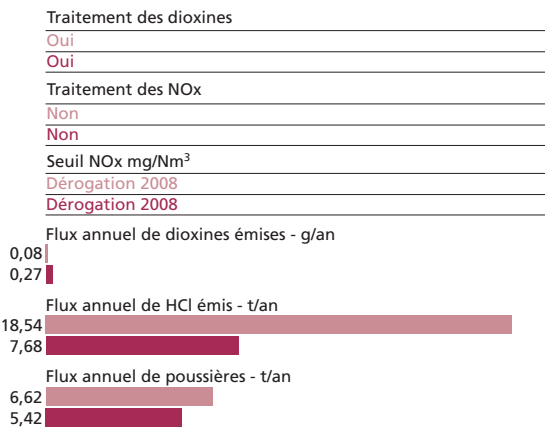 Traitement des dioxines
Oui
Oui
Traitement des NOx
Non
Non
Seuil NOx mg/Nm³
Dérogation 2008
Dérogation 2008
Flux annuel de dioxines émises - g/an
0,08
0,27
Flux annuel de HCl émis - t/an
18,54
7,68
Flux annuel de poussières - t/an
6,62
5,42